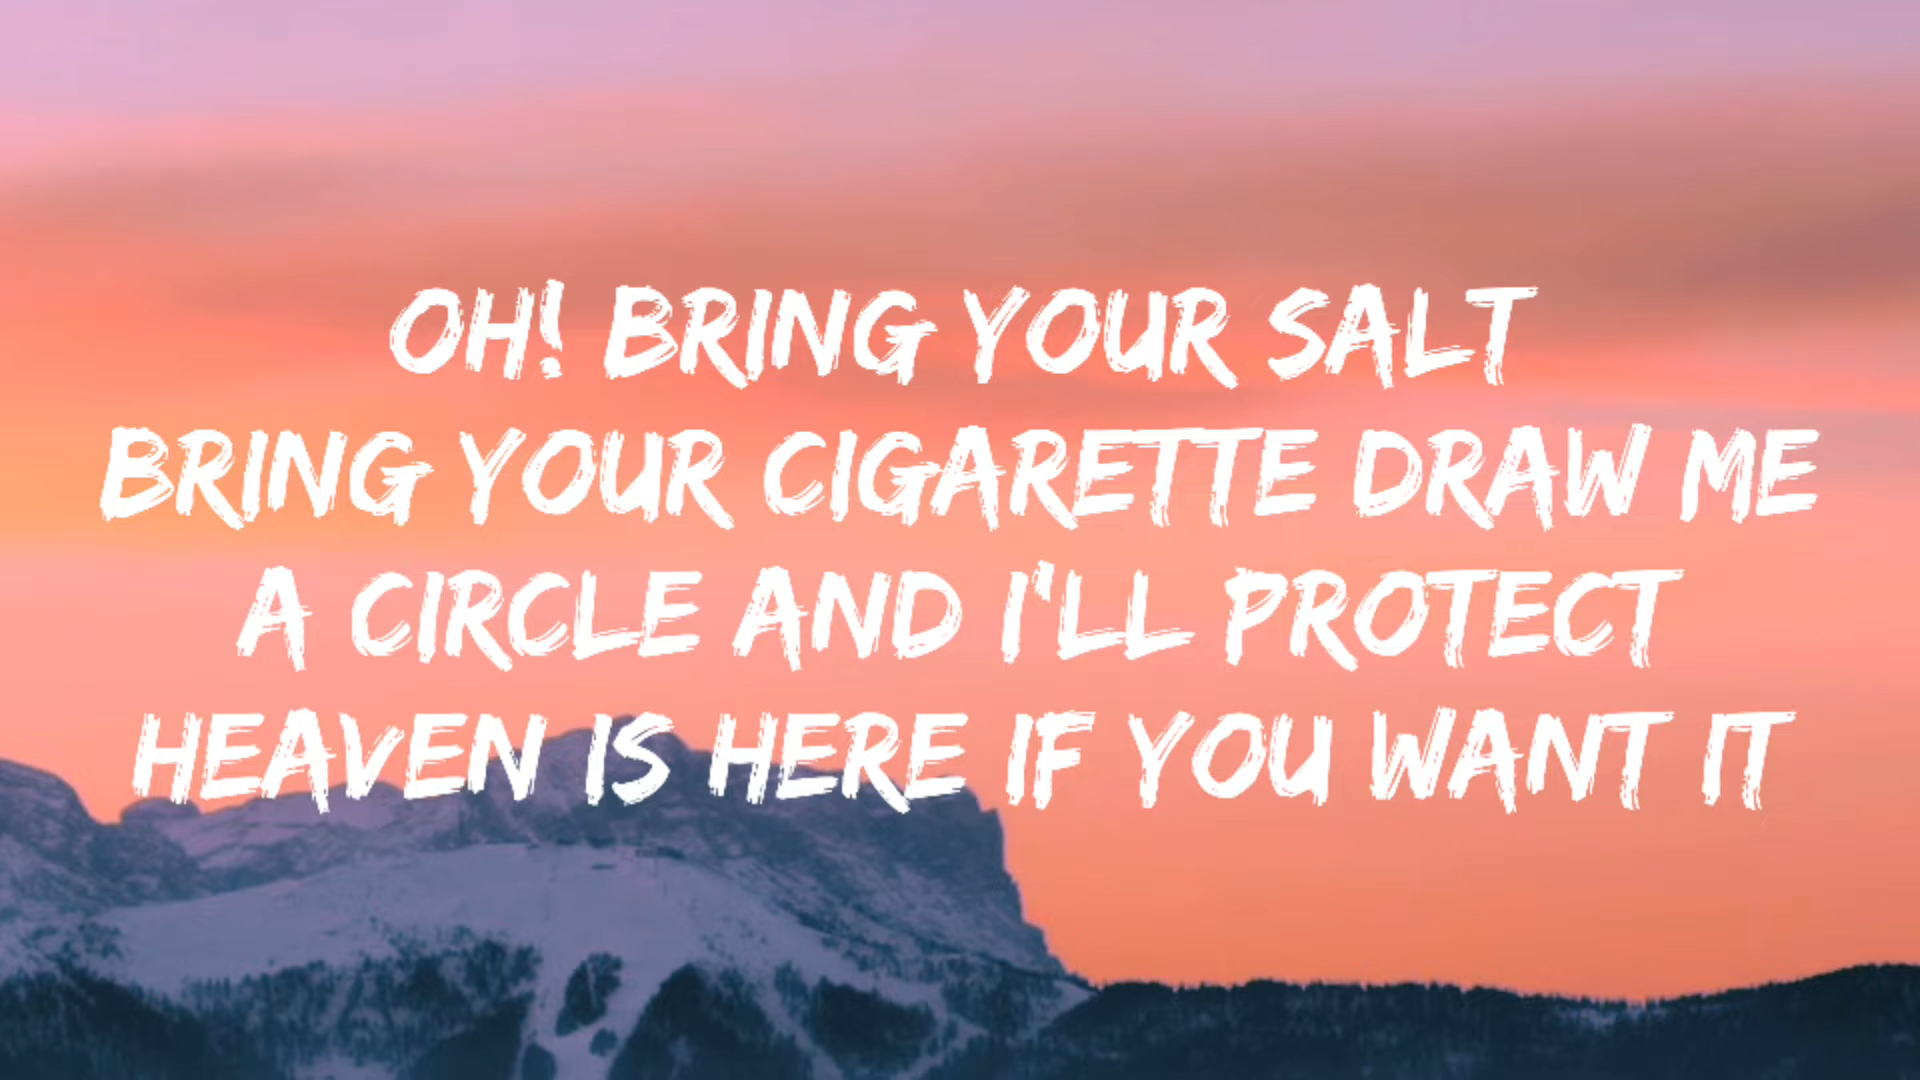 OH! BRING YOUR SALT
BRING YOUR CIGARETTE DRAW ME
A CIRCLE AND I'LL PROTECT
HEAVEN IS HERE IF YOU WANT IT